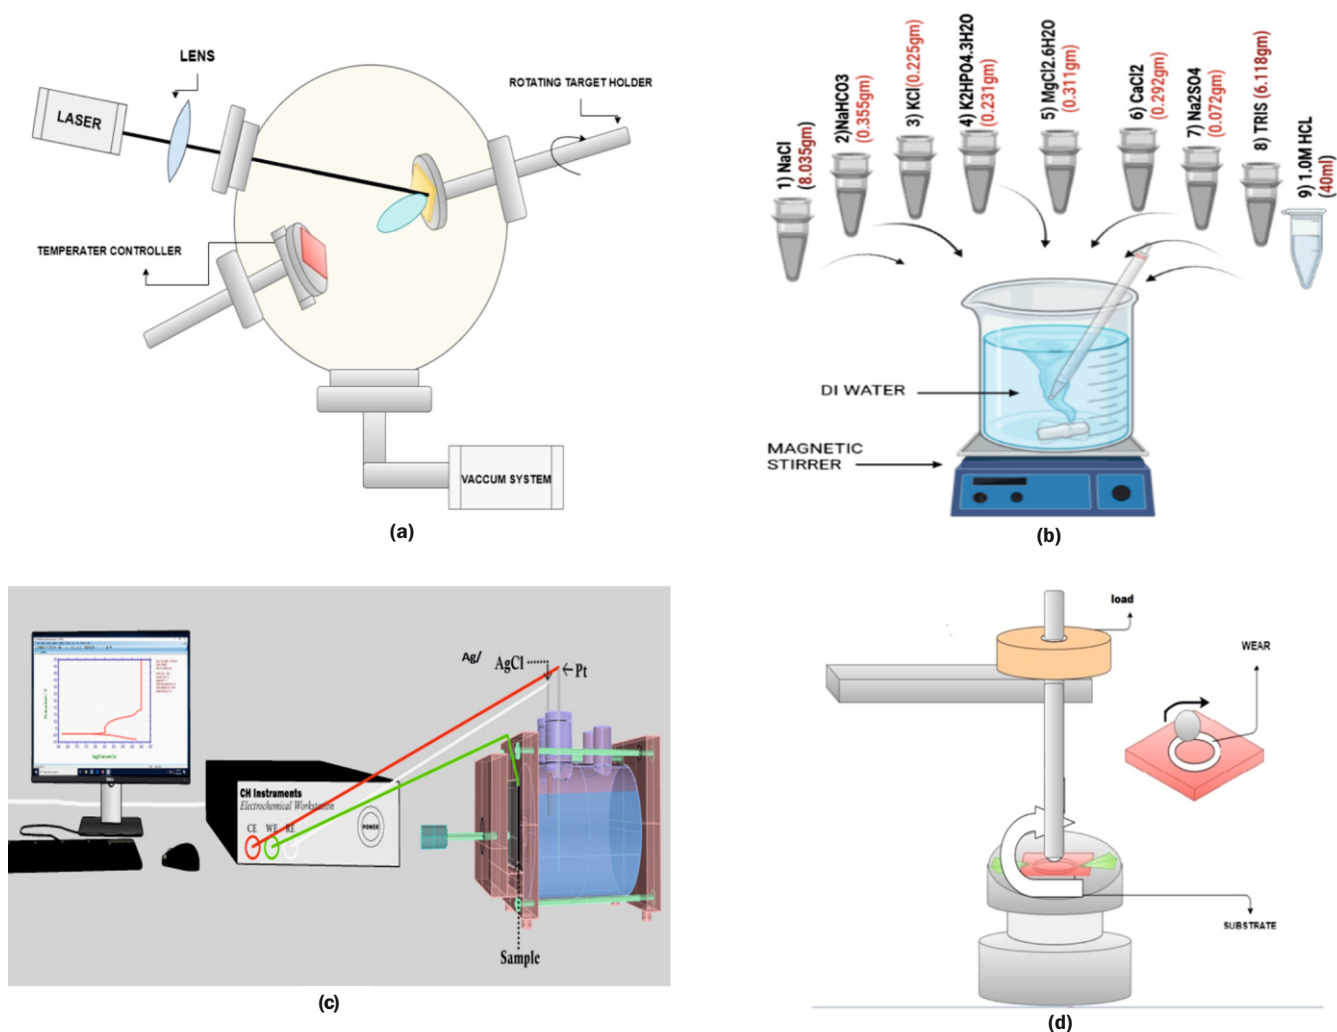 LENS
LASER
ROTATING TARGET HOLDER
TEMPERATER CONTROLLER
VACCUM SYSTEM
(a)
1) NaCl
(8.035gm)
2)NaHCO3
(0.355gm)
3) KCl(0.225gm)
4) K2HPO4.3H2O
(0.231gm)
5) MgCl2.6H2O
(0.311gm)
6) CaCl2
(0.292gm)
7) Na2SO4
(0.072gm)
8) TRIS (6.118gm)
9) 1.0M HCL
(40ml)
DI WATER
MAGNETIC
STIRRER
(b)
Ag/
AgCl
Pt
CH Instruments
Electrochemical Workstation
CE WE RE
POWER
Sample
(c)
load
WEAR
SUBSTRATE
(d)